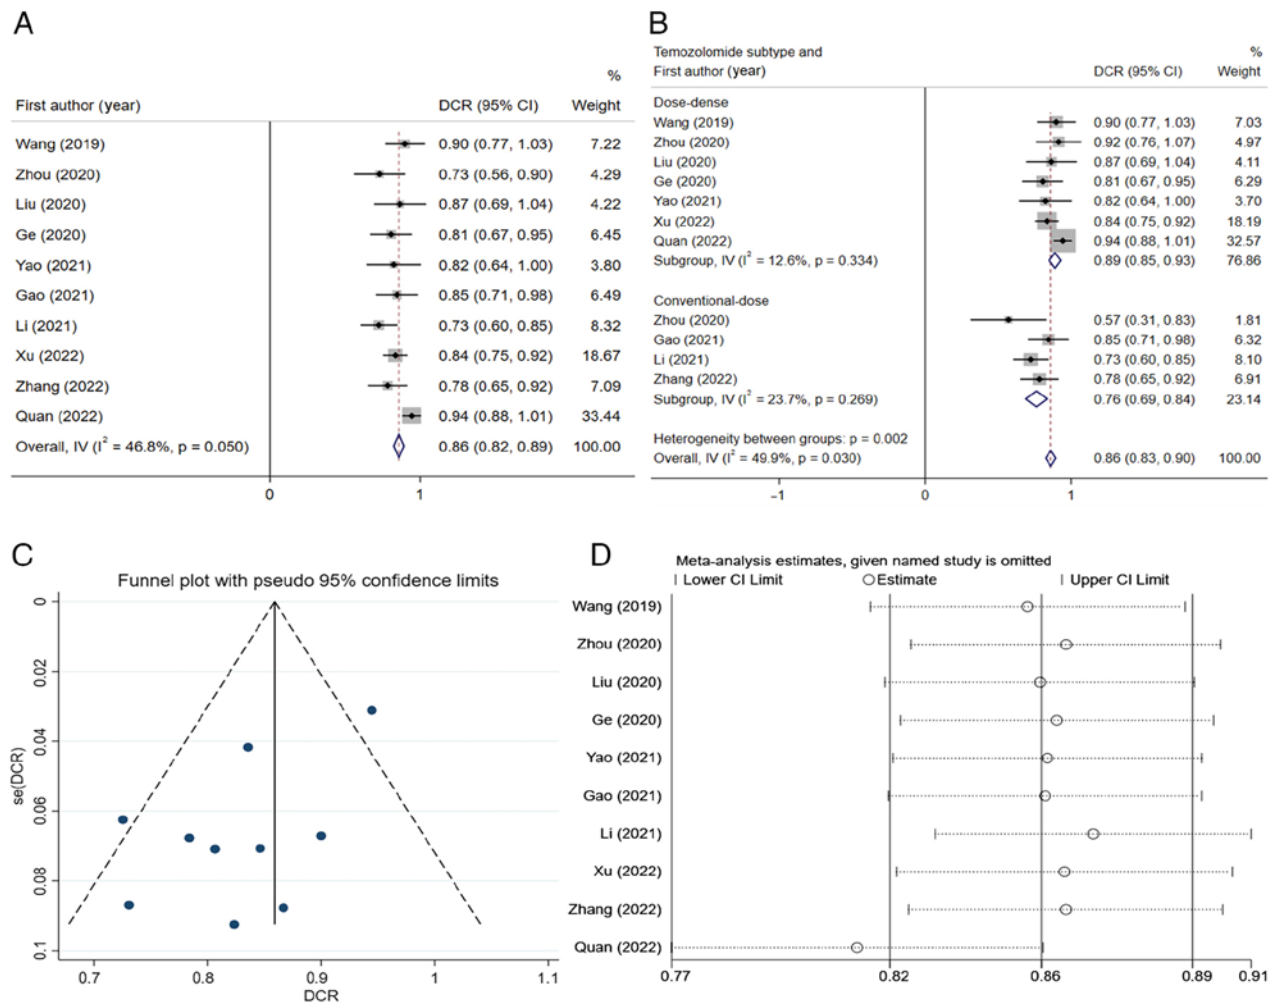 A
%
First author (year) DCR (95% CI) Weight
Wang (2019) 0.90 (0.77, 1.03) 7.22
Zhou (2020) 0.73 (0.56, 0.90) 4.29
Liu (2020) 0.87 (0.69, 1.04) 4.22
Ge (2020) 0.81 (0.67, 0.95) 6.45
Yao (2021) 0.82 (0.64, 1.00) 3.80
Gao (2021) 0.85 (0.71, 0.98) 6.49
Li (2021) 0.73 (0.60, 0.85) 8.32
Xu (2022) 0.84 (0.75, 0.92) 18.67
Zhang (2022) 0.78 (0.65, 0.92) 7.09
Quan (2022) 0.94 (0.88, 1.01) 33.44
Overall, IV (I² = 46.8%, p = 0.050) 0.86 (0.82, 0.89) 100.00
0 1
B
Temozolomide subtype and %
First author (year) DCR (95% CI) Weight
Dose-dense
Wang (2019) 0.90 (0.77, 1.03) 7.03
Zhou (2020) 0.92 (0.76, 1.07) 4.97
Liu (2020) 0.87 (0.69, 1.04) 4.11
Ge (2020) 0.81 (0.67, 0.95) 6.29
Yao (2021) 0.82 (0.64, 1.00) 3.70
Xu (2022) 0.84 (0.75, 0.92) 18.19
Quan (2022) 0.94 (0.88, 1.01) 32.57
Subgroup, IV (I² = 12.6%, p = 0.334) 0.89 (0.85, 0.93) 76.86
Conventional-dose
Zhou (2020) 0.57 (0.31, 0.83) 1.81
Gao (2021) 0.85 (0.71, 0.98) 6.32
Li (2021) 0.73 (0.60, 0.85) 8.10
Zhang (2022) 0.78 (0.65, 0.92) 6.91
Subgroup, IV (I² = 23.7%, p = 0.269) 0.76 (0.69, 0.84) 23.14
Heterogeneity between groups: p = 0.002
Overall, IV (I² = 49.9%, p = 0.030) 0.86 (0.83, 0.90) 100.00
−1 0 1
C
Funnel plot with pseudo 95% confidence limits
se(DCR)
0
0.02
0.04
0.06
0.08
0.1
0.7 0.8 0.9 1 1.1
DCR
D
Meta-analysis estimates, given named study is omitted
Lower CI Limit Estimate Upper CI Limit
Wang (2019)
Zhou (2020)
Liu (2020)
Ge (2020)
Yao (2021)
Gao (2021)
Li (2021)
Xu (2022)
Zhang (2022)
Quan (2022)
0.77 0.82 0.86 0.89 0.91